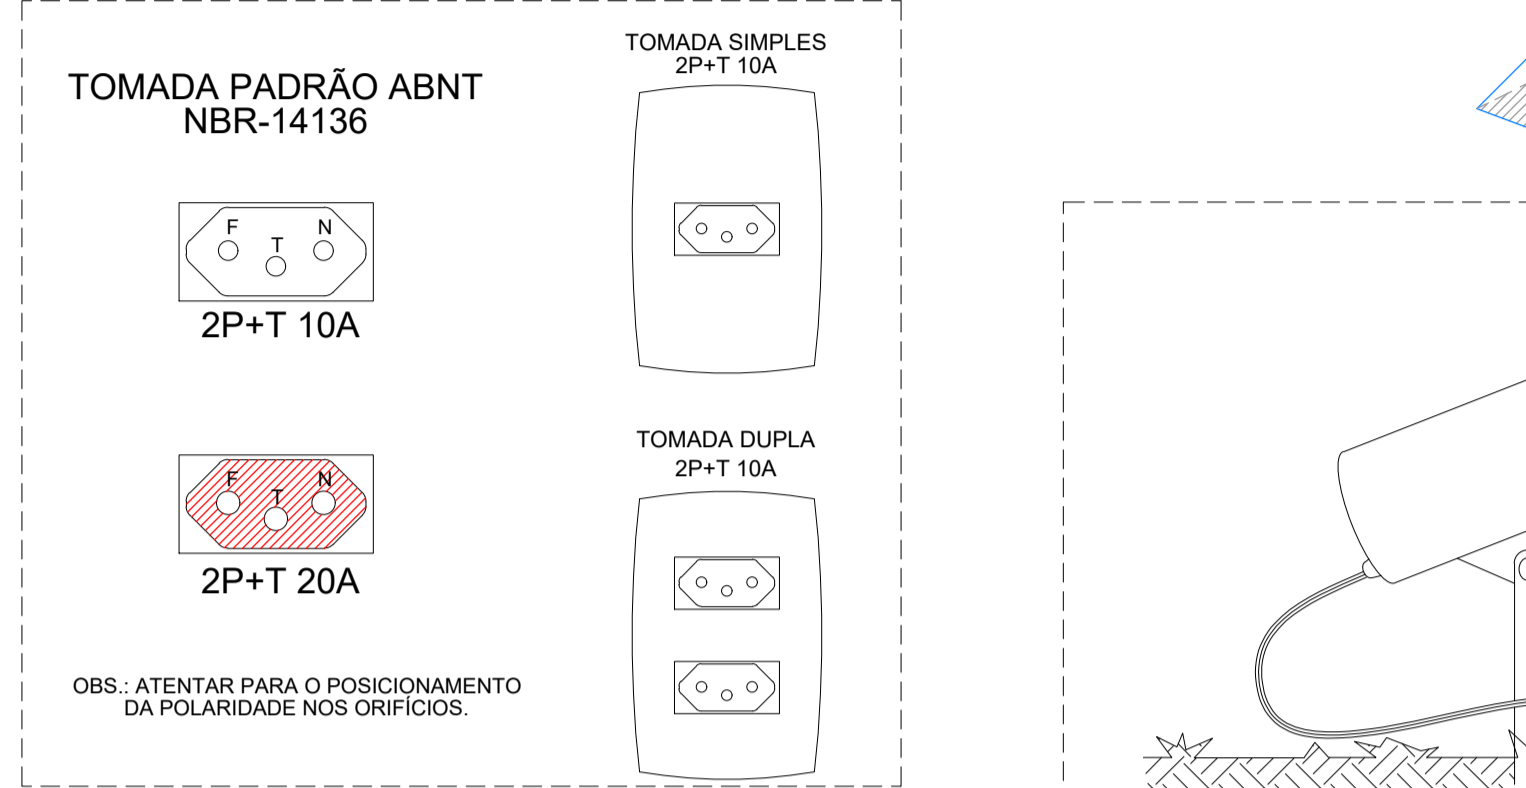 TOMADA PADRÃO ABNT
NBR-14136
F
T
N
2P+T 10A
F
T
N
2P+T 20A
OBS.: ATENTAR PARA O POSICIONAMENTO
DA POLARIDADE NOS ORIFÍCIOS.
TOMADA SIMPLES
2P+T 10A
TOMADA DUPLA
2P+T 10A